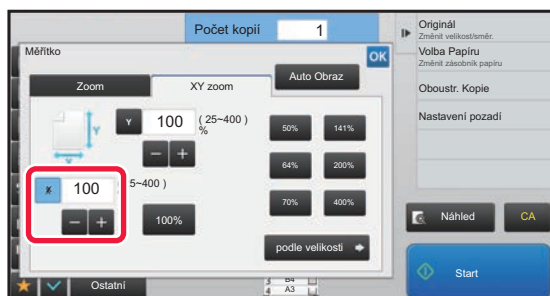 Počet kopií 1
Měřítko
OK
Zoom
XY zoom
Auto Obraz
Y
Y 100 ( 25~400 )
%
50% 141%
64% 200%
X 100 5~400 )
70% 400%
100%
podle velikosti
Ostatní
B4
A3
Originál
Změnit velikost/směr.
Volba Papíru
Změnit zásobník papíru
Oboustr. Kopie
Nastavení pozadí
Náhled
CA
Start